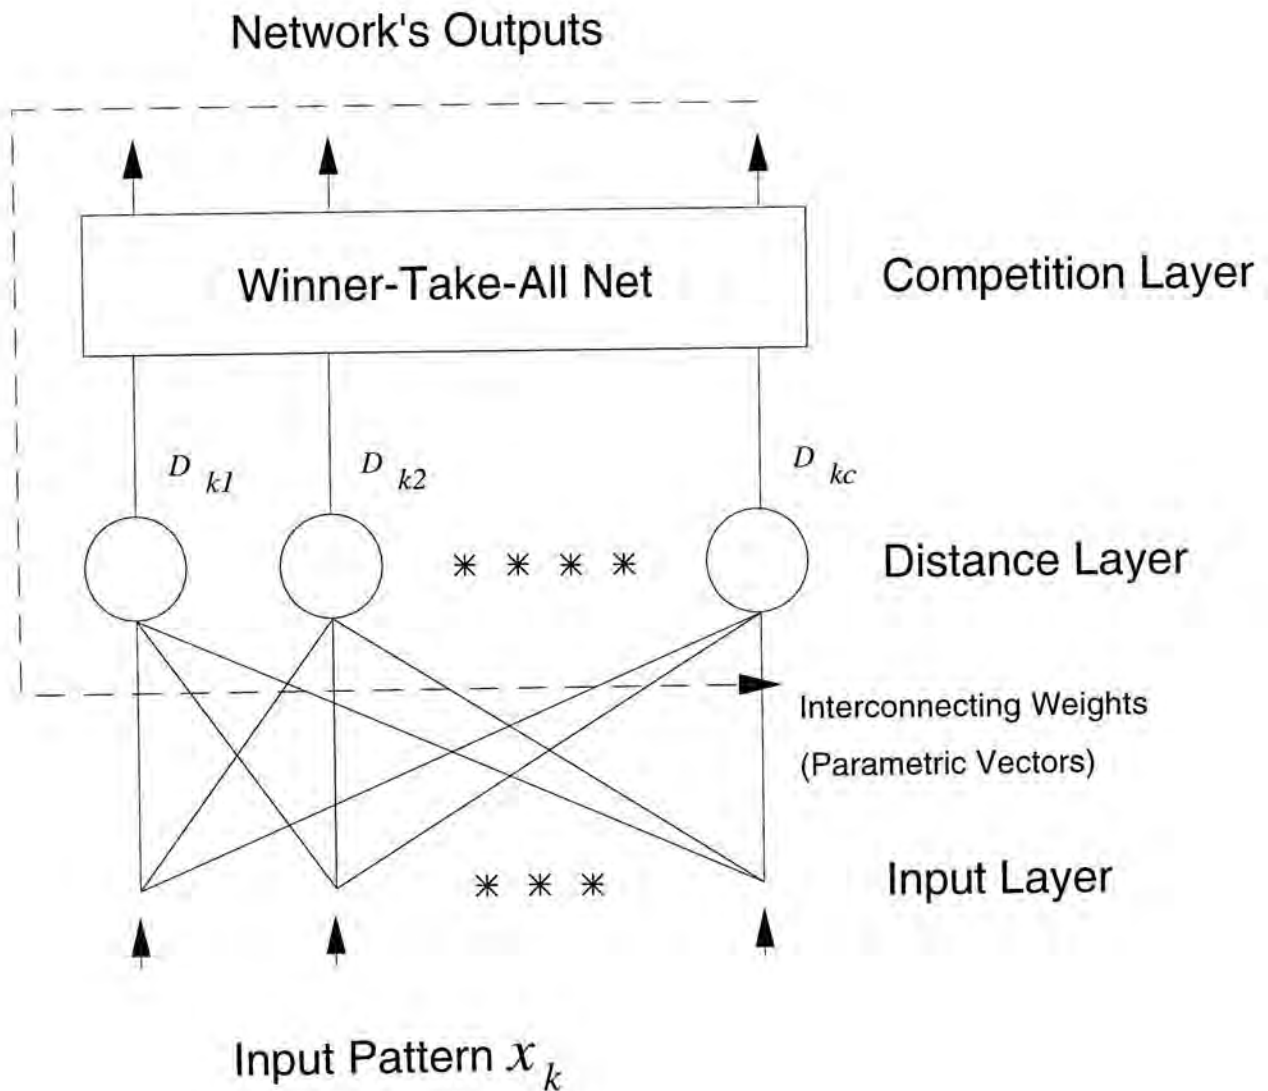 Network's Outputs
Winner-Take-All Net
Competition Layer
D k1
D k2
D kc
* * * *
Distance Layer
Interconnecting Weights
(Parametric Vectors)
* * *
Input Layer
Input Pattern x k